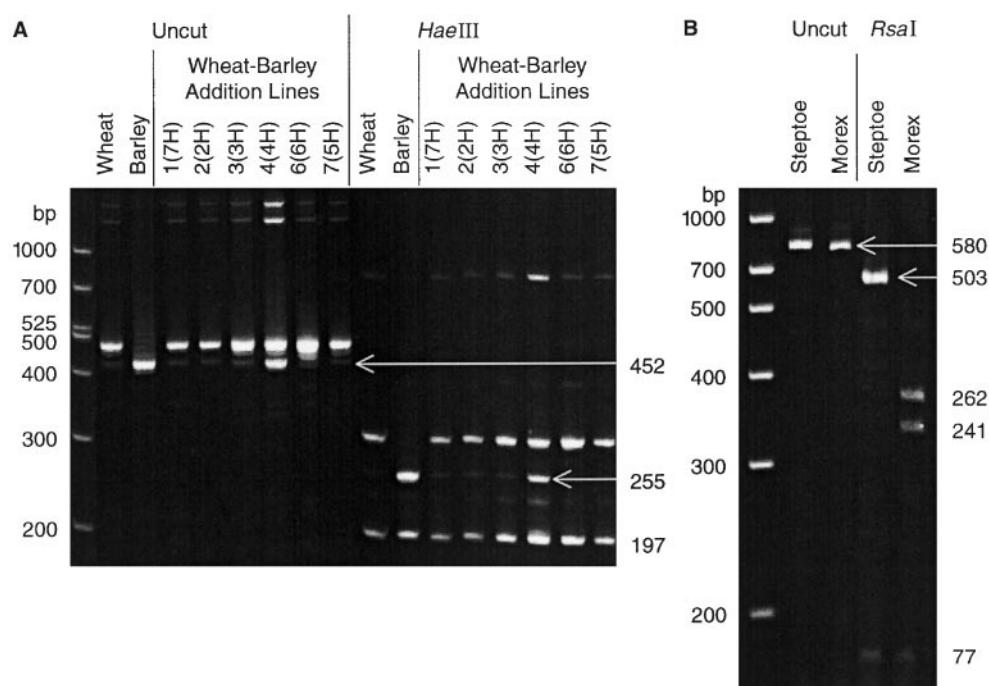 A
Uncut
HaeIII
Wheat-Barley
Addition Lines
Wheat-Barley
Addition Lines
Wheat
Barley
1(7H)
2(2H)
3(3H)
4(4H)
6(6H)
7(5H)
Wheat
Barley
1(7H)
2(2H)
3(3H)
4(4H)
6(6H)
7(5H)
bp
1000
700
525
500
400
300
200
452
255
197
B
Uncut
RsaI
Steptoe
Morex
Steptoe
Morex
bp
1000
700
500
400
300
200
580
503
262
241
77